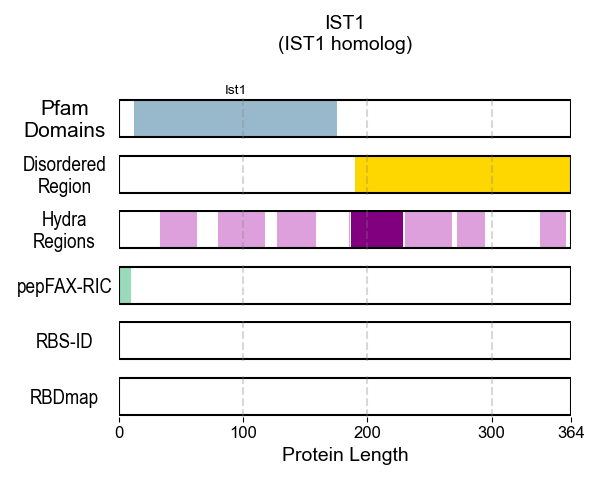 IST1
(IST1 homolog)
Ist1
Pfam
Domains
Disordered
Region
Hydra
Regions
pepFAX-RIC
RBS-ID
RBDmap
0 100 200 300 364
Protein Length